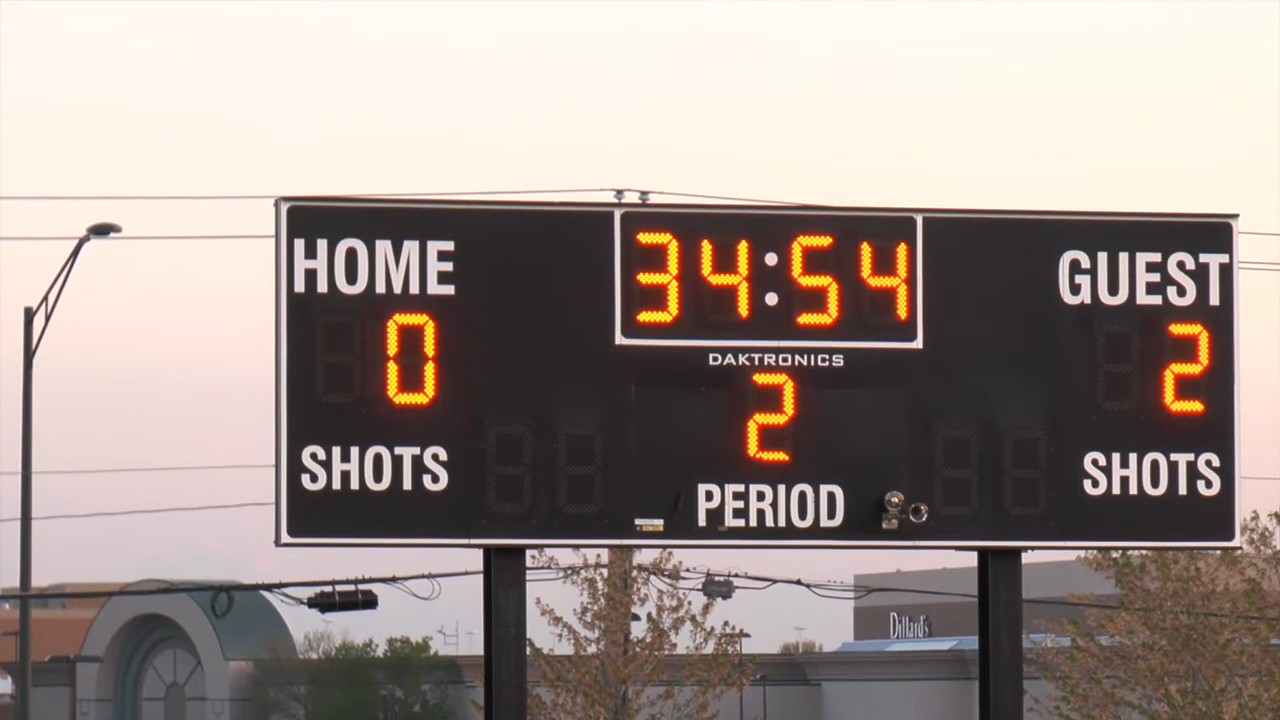 HOME
34:54
GUEST
0
DAKTRONICS
2
2
SHOTS
PERIOD
SHOTS
Dillard's